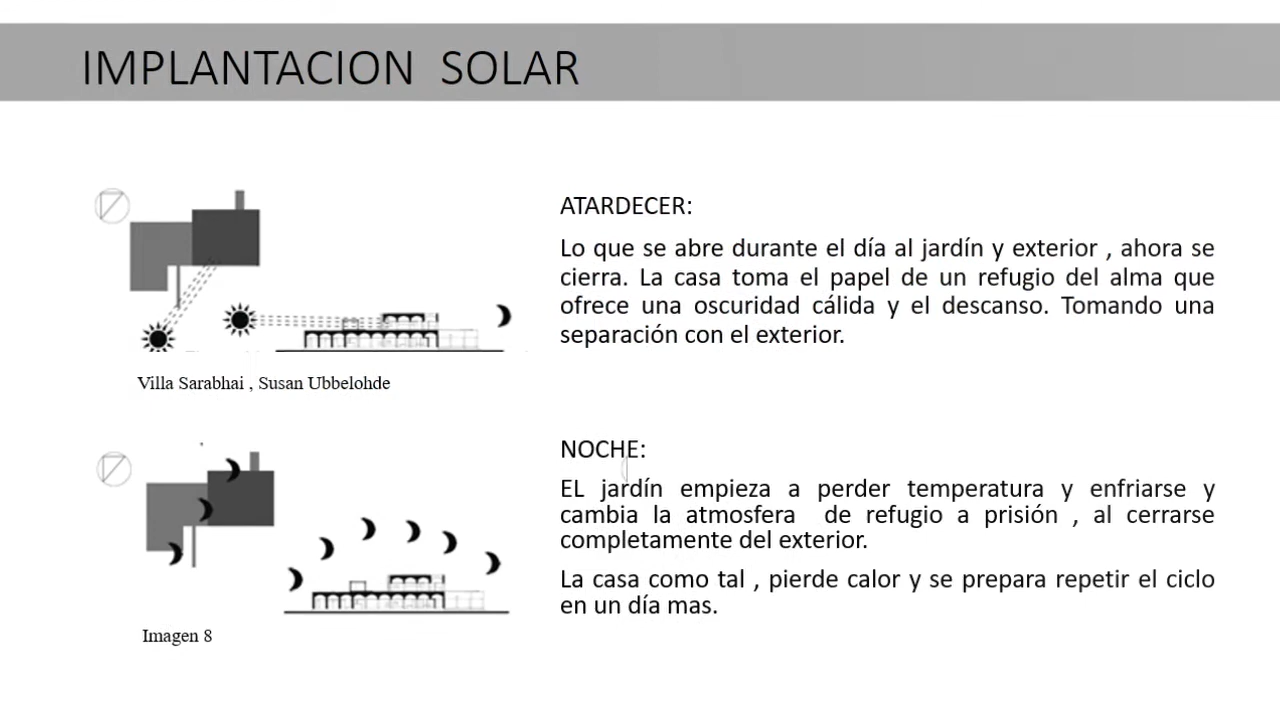 IMPLANTACION SOLAR
ATARDECER:
Lo que se abre durante el día al jardín y exterior , ahora se
cierra. La casa toma el papel de un refugio del alma que
ofrece una oscuridad cálida y el descanso. Tomando una
separación con el exterior.
Villa Sarabhai , Susan Ubbelohde
NOCHE:
EL jardín empieza a perder temperatura y enfriarse y
cambia la atmosfera de refugio a prisión , al cerrarse
completamente del exterior.
La casa como tal , pierde calor y se prepara repetir el ciclo
en un día mas.
Imagen 8